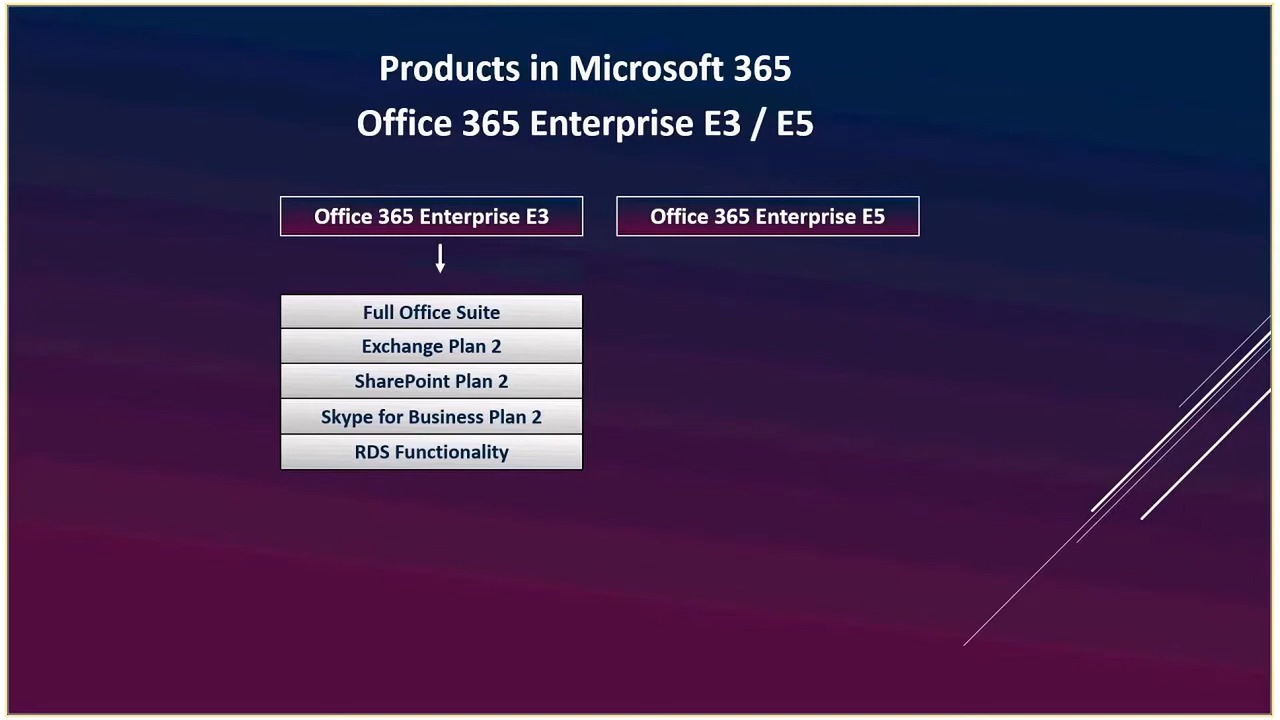 Products in Microsoft 365
Office 365 Enterprise E3 / E5
Office 365 Enterprise E3
Office 365 Enterprise E5
Full Office Suite
Exchange Plan 2
SharePoint Plan 2
Skype for Business Plan 2
RDS Functionality